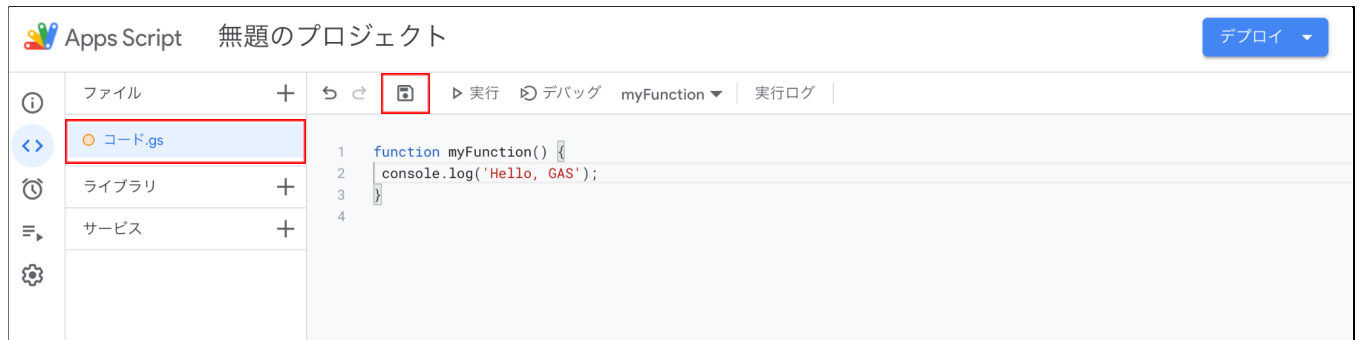 Apps Script 無題のプロジェクト デプロイ
ファイル 実行 デバッグ myFunction 実行ログ
コード.gs
ライブラリ
サービス
1 function myFunction() {
2 console.log('Hello, GAS');
3 }
4